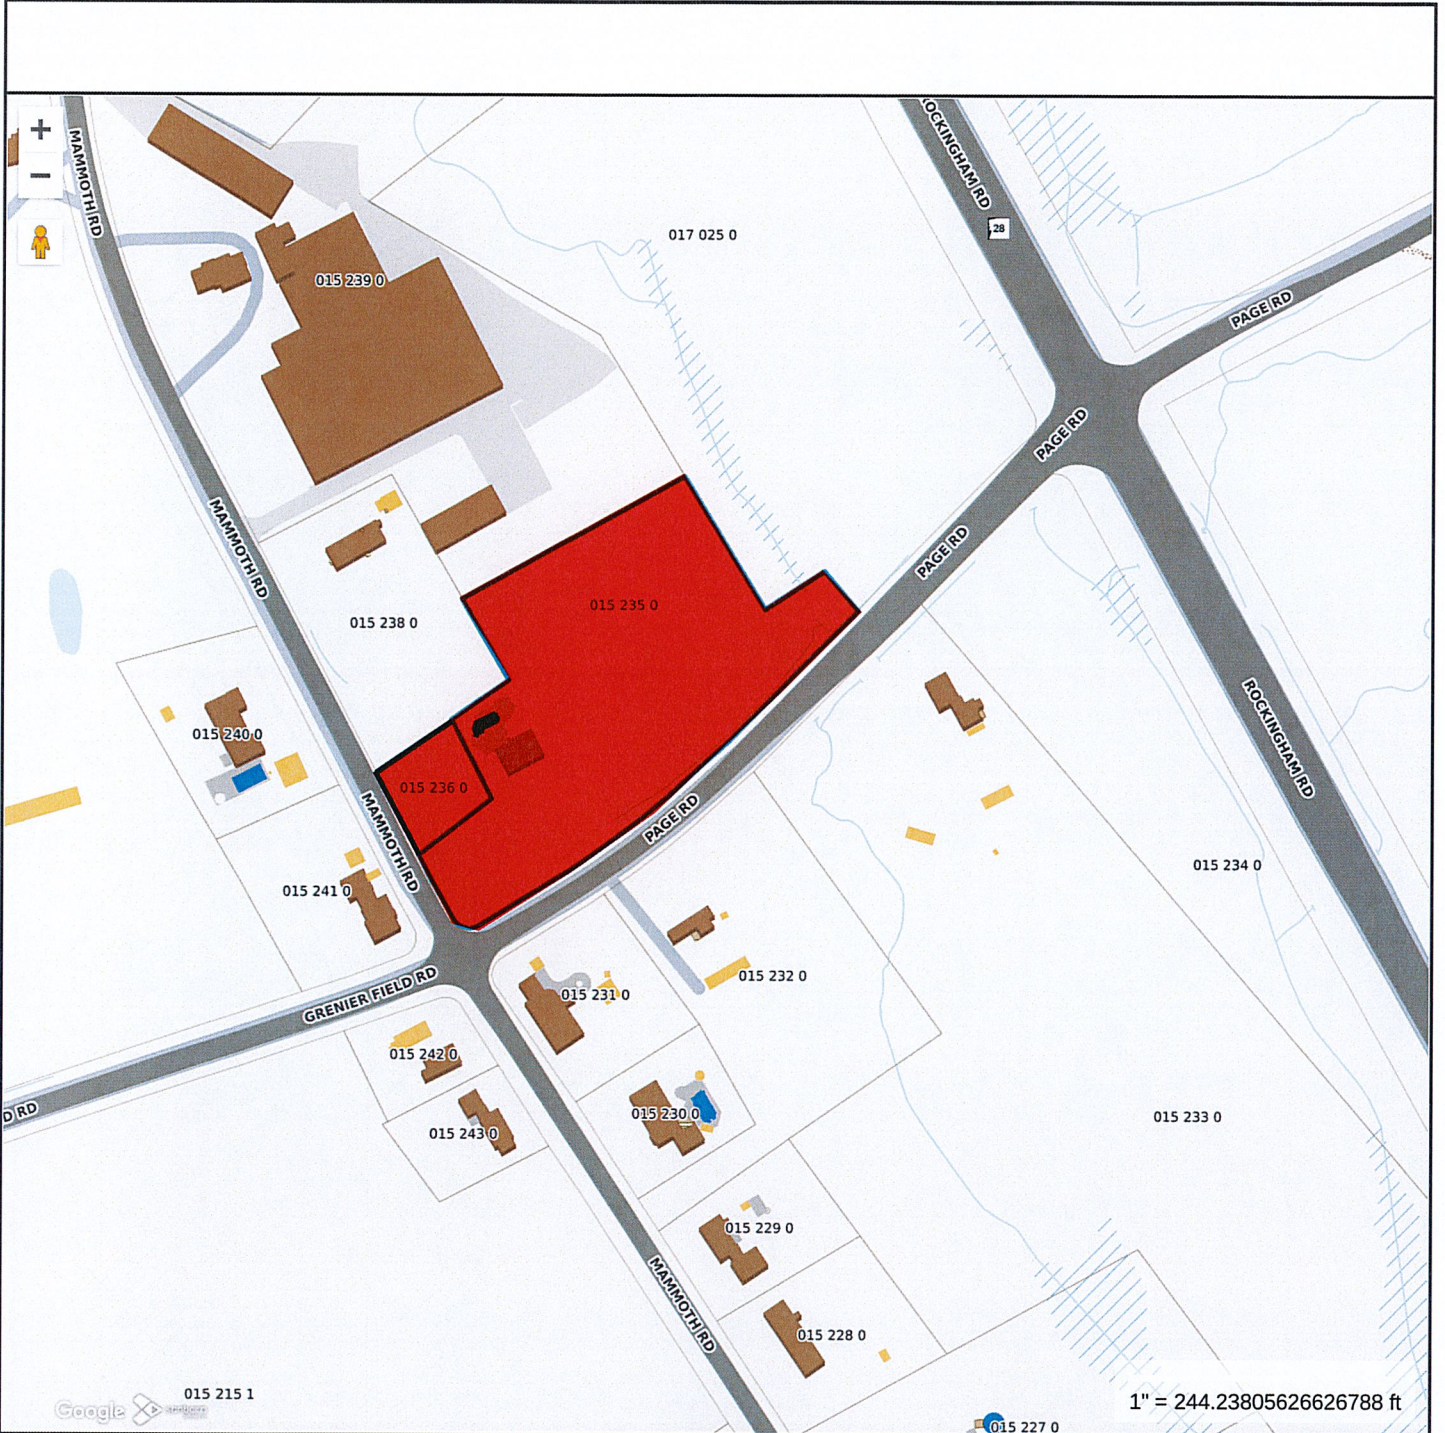 +
−
MAMMOTH RD
ROCKINGHAM RD
28
017 025 0
015 239 0
PAGE RD
PAGE RD
MAMMOTH RD
PAGE RD
015 235 0
015 238 0
ROCKINGHAM RD
015 240 0
015 236 0
PAGE RD
MAMMOTH RD
015 234 0
015 241 0
015 232 0
GRENIER FIELD RD
015 231 0
015 242 0
D RD
015 230 0
015 233 0
015 243 0
015 229 0
MAMMOTH RD
015 228 0
015 215 1
Google
1" = 244.23805626626788 ft
015 227 0